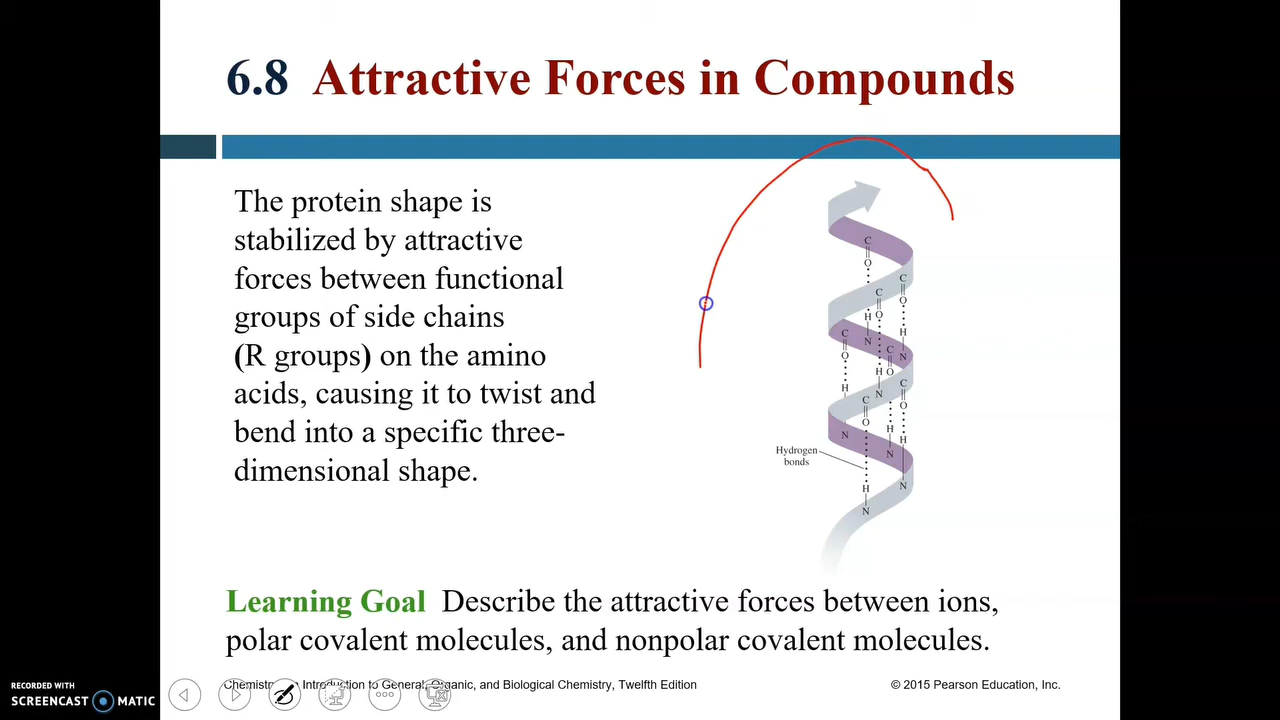 6.8 Attractive Forces in Compounds
The protein shape is
stabilized by attractive
forces between functional
groups of side chains
(R groups) on the amino
acids, causing it to twist and
bend into a specific three-
dimensional shape.
C
O
C
O
C
O
H
N
C
O
H
N
C
O
H
N
C
O
H
N
C
O
H
N
H
N
H
N
Hydrogen
bonds
Learning Goal Describe the attractive forces between ions,
polar covalent molecules, and nonpolar covalent molecules.
Introduction to General, Organic, and Biological Chemistry, Twelfth Edition
© 2015 Pearson Education, Inc.
RECORDED WITH
SCREENCAST MATIC